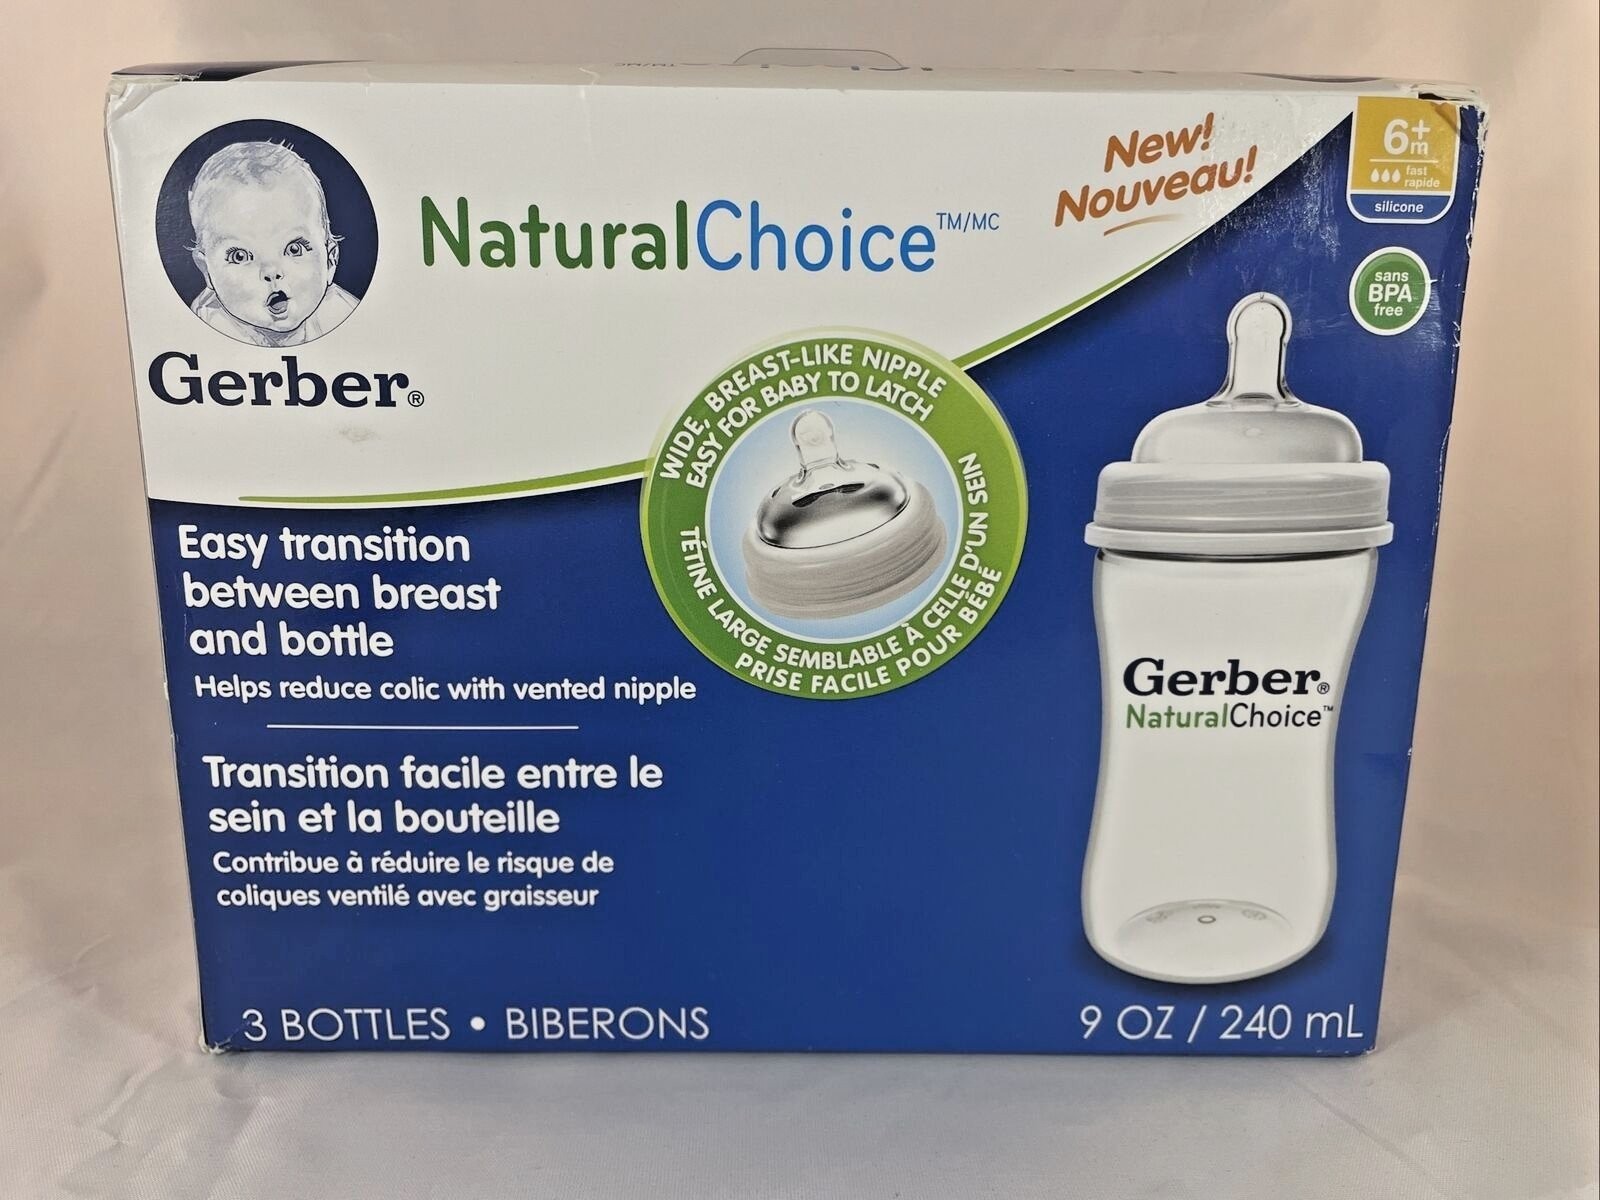 Gerber®
NaturalChoice™/MC
New!
Nouveau!
6+
m
fast
rapide
silicone
sans
BPA
free
WIDE, BREAST-LIKE NIPPLE
EASY FOR BABY TO LATCH
TÉTINE LARGE SEMBLABLE À CELLE D'UN SEIN
PRISE FACILE POUR BÉBÉ
Easy transition
between breast
and bottle
Helps reduce colic with vented nipple
Transition facile entre le
sein et la bouteille
Contribue à réduire le risque de
coliques ventilé avec graisseur
Gerber®
NaturalChoice™
3 BOTTLES • BIBERONS
9 OZ / 240 mL